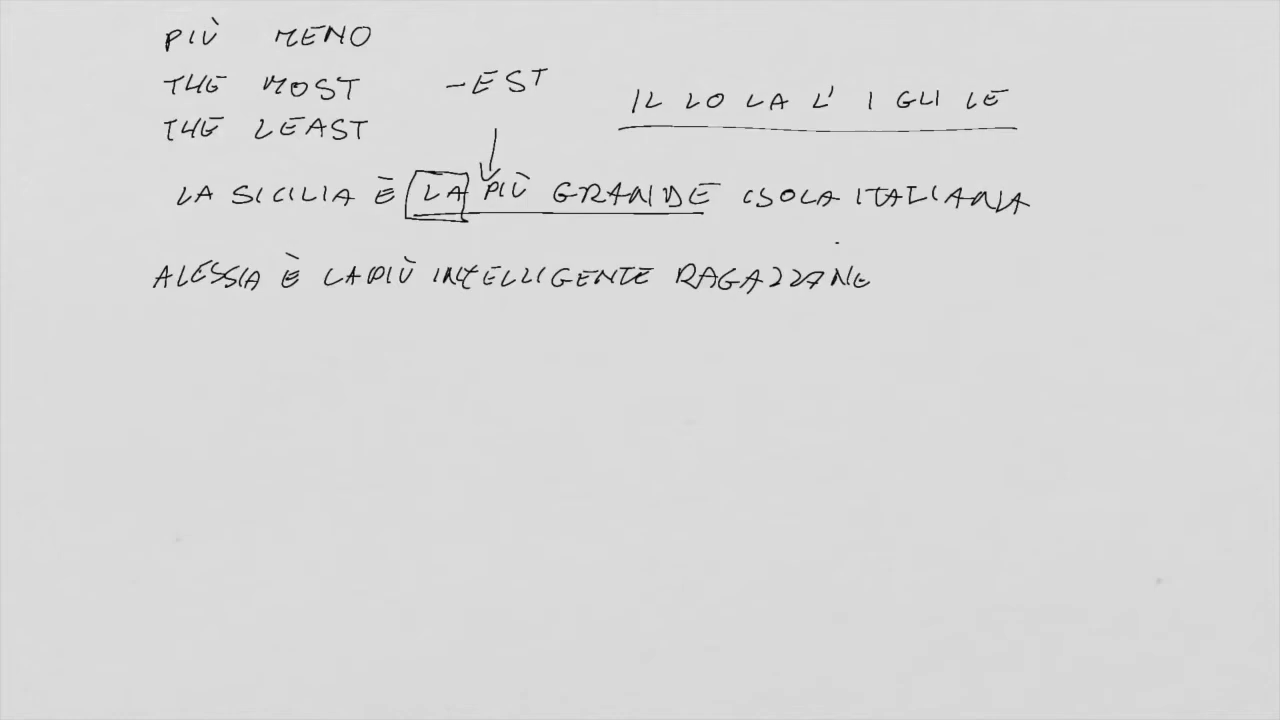 PIÙ MENO
THE MOST -EST
THE LEAST
IL LO LA L' I GLI LE
LA SICILIA È LA PIÙ GRANDE ISOLA ITALIANA
ALESSIA È LA PIÙ INTELLIGENTE